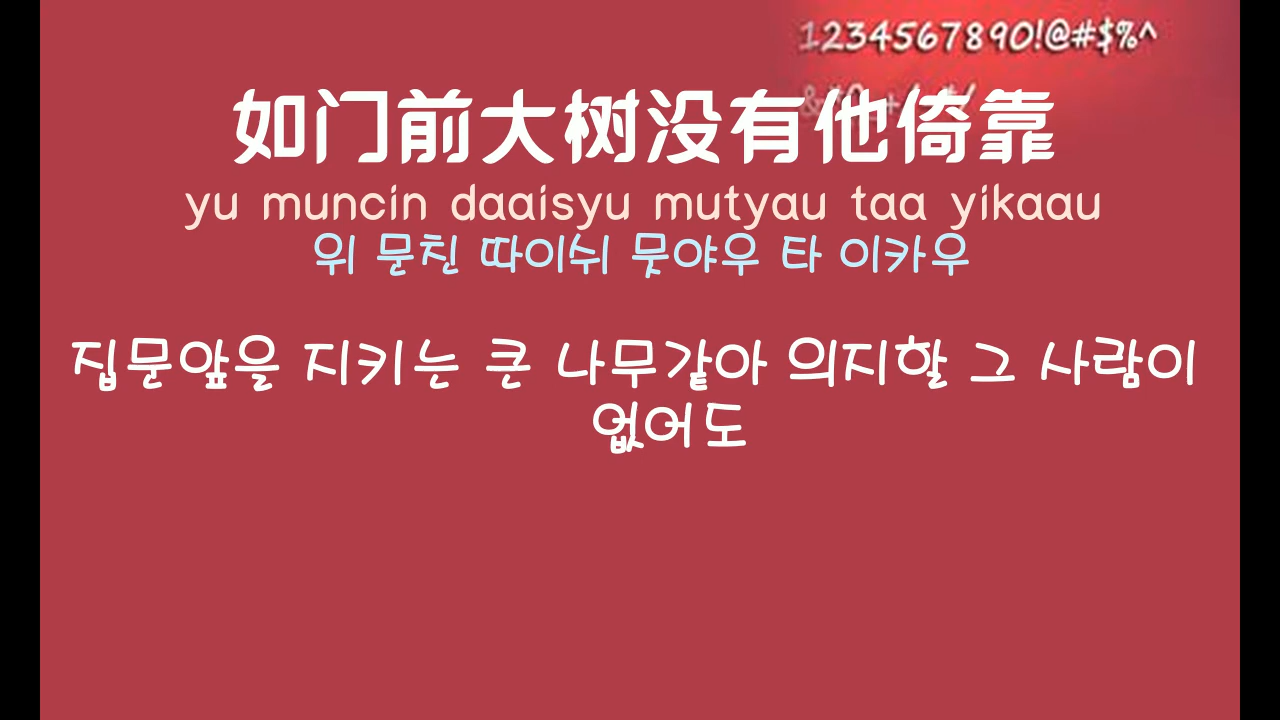 1234567890!@#$%^
如门前大树没有他倚靠
yu muncin daaisyu mutyau taa yikaau
위 문친 따이쉬 뭇야우 타 이카우
집문앞을 지키는 큰 나무같아 의지할 그 사람이
없어도